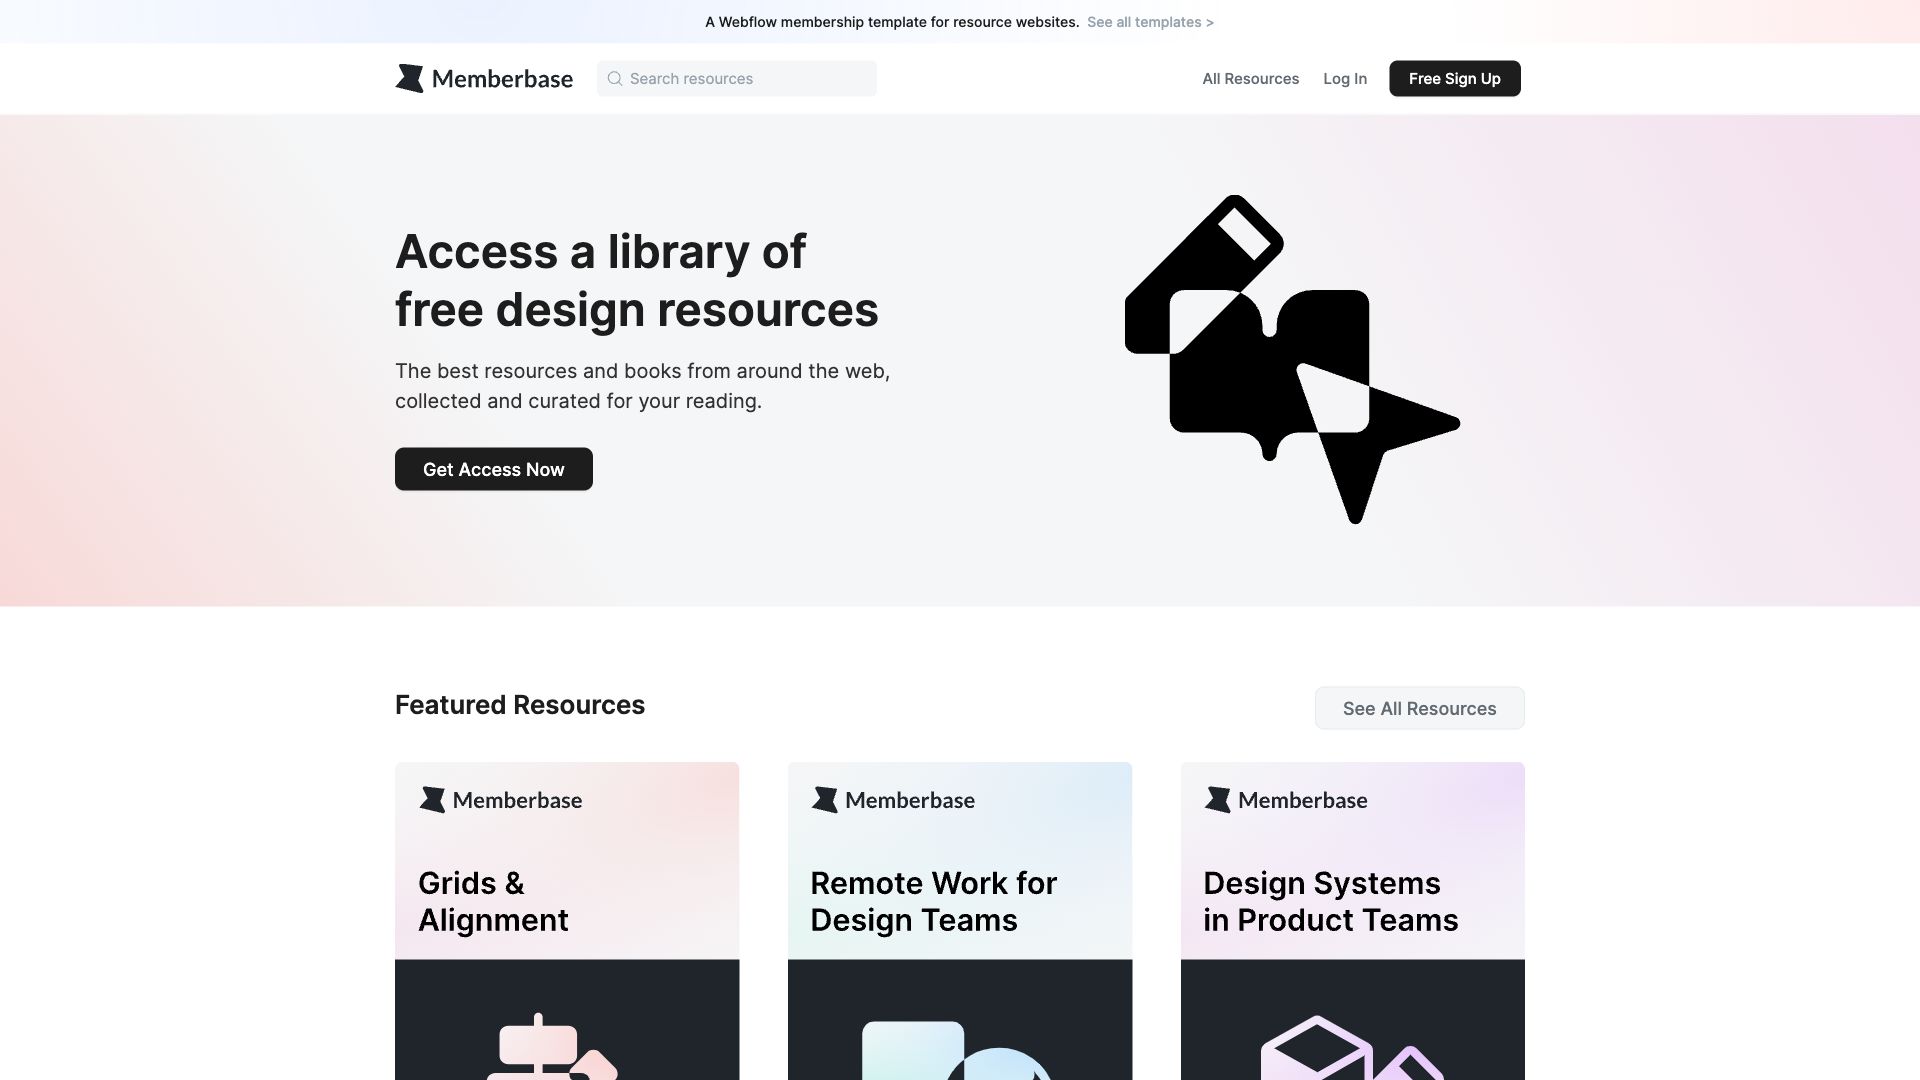 A Webflow membership template for resource websites. See all templates >
Memberbase
Search resources
All Resources
Log In
Free Sign Up
Access a library of
free design resources
The best resources and books from around the web,
collected and curated for your reading.
Get Access Now
Featured Resources
See All Resources
Memberbase
Grids &
Alignment
Memberbase
Remote Work for
Design Teams
Memberbase
Design Systems
in Product Teams